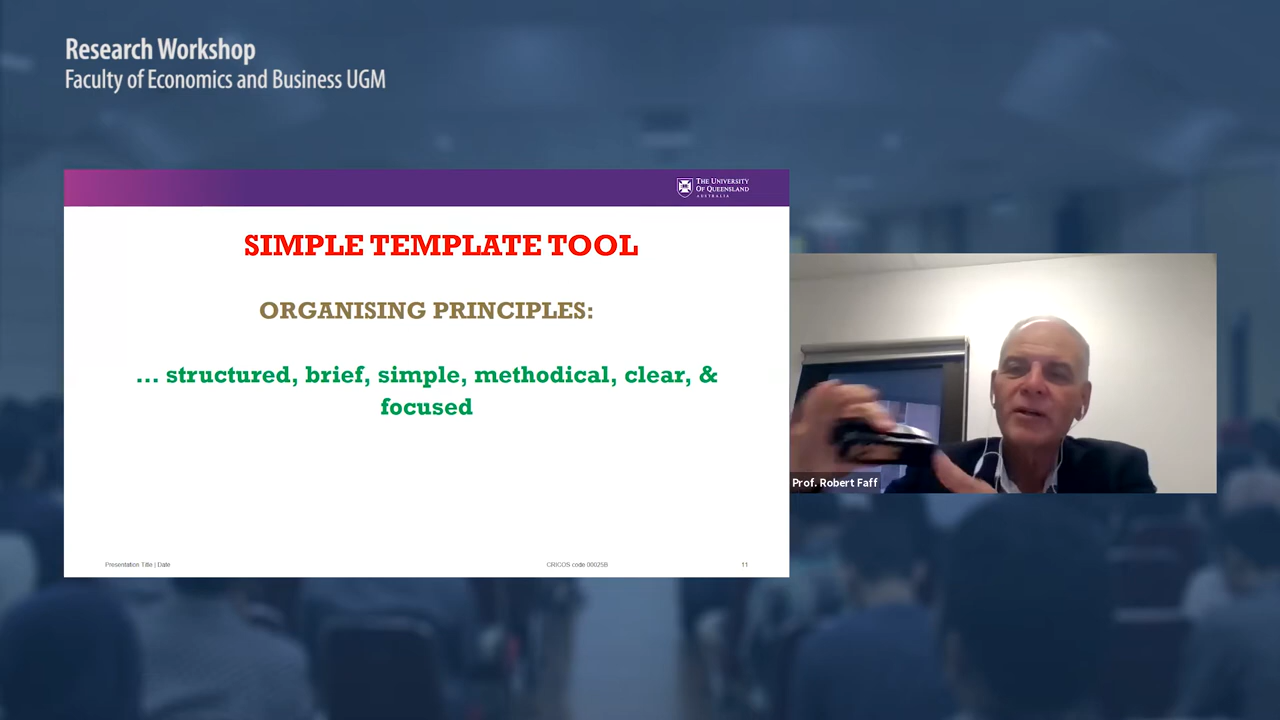 Research Workshop
Faculty of Economics and Business UGM
THE UNIVERSITY
OF QUEENSLAND
AUSTRALIA
SIMPLE TEMPLATE TOOL
ORGANISING PRINCIPLES:
... structured, brief, simple, methodical, clear, &
focused
Prof. Robert Faff
Presentation Title | Date
CRICOS code 00025B
11